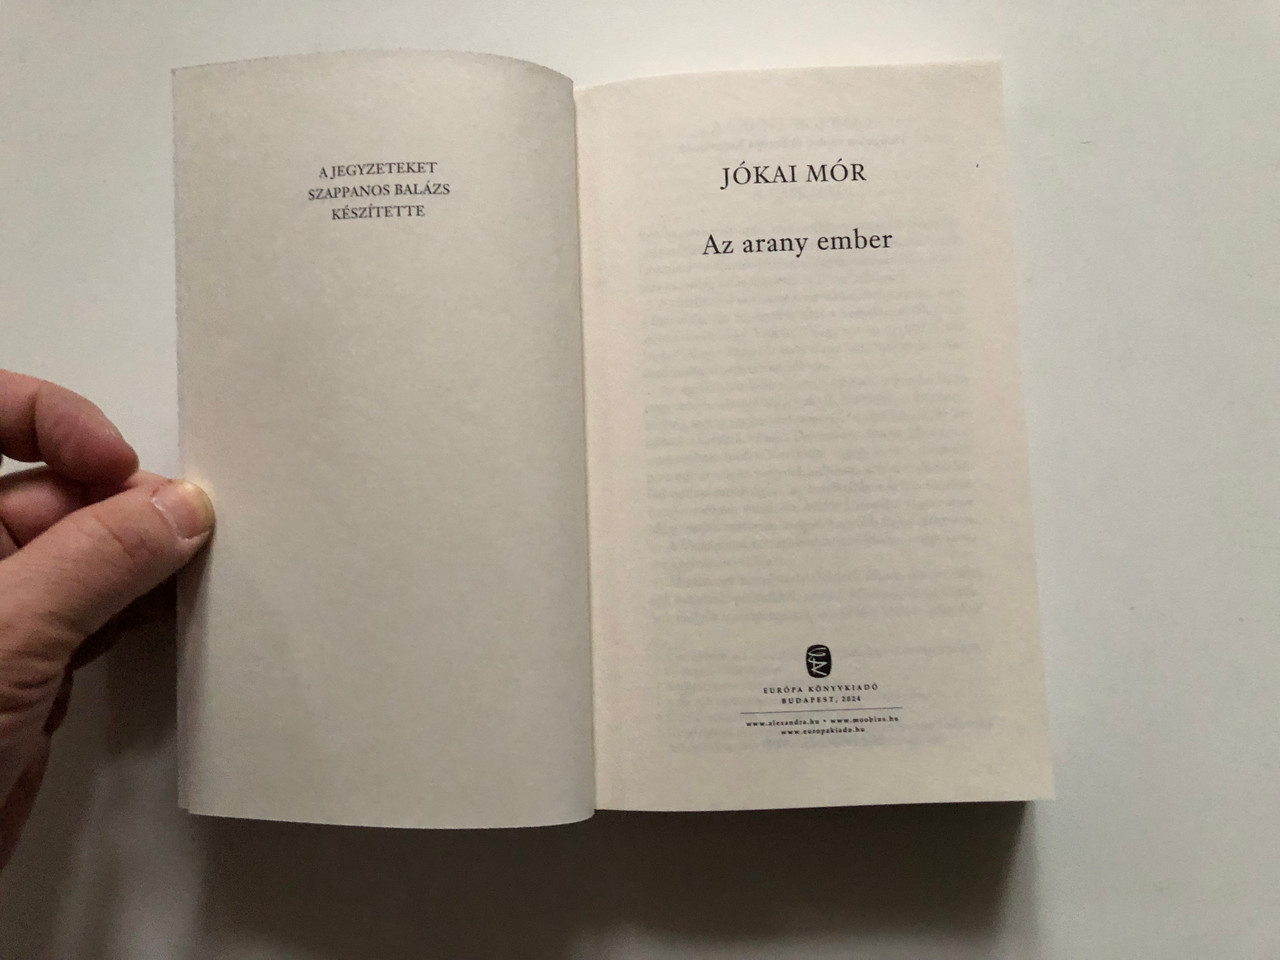 A JEGYZETEKET
SZAPPANOS BALÁZS
KÉSZÍTETTE
JÓKAI MÓR
Az arany ember
EURÓPA KÖNYVKIADÓ
BUDAPEST, 2024
www.alexandra.hu • www.moobius.hu
www.europakiado.hu